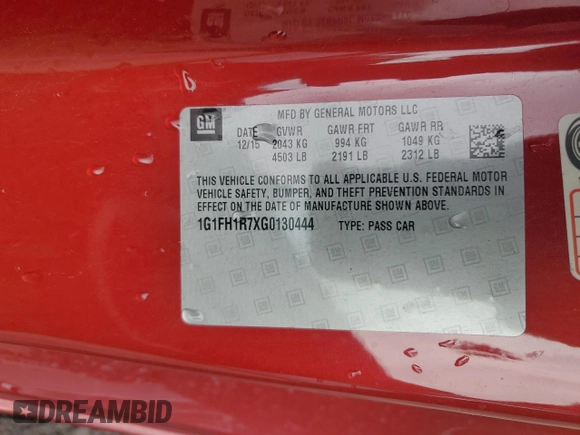 GM
MFD BY GENERAL MOTORS LLC
DATE GVWR GAWR FRT GAWR RR
12/15 2043 KG 994 KG 1049 KG
4503 LB 2191 LB 2312 LB
THIS VEHICLE CONFORMS TO ALL APPLICABLE U.S. FEDERAL MOTOR
VEHICLE SAFETY, BUMPER, AND THEFT PREVENTION STANDARDS IN
EFFECT ON THE DATE OF MANUFACTURE SHOWN ABOVE.
1G1FH1R7XG0130444 TYPE: PASS CAR
DREAMBID